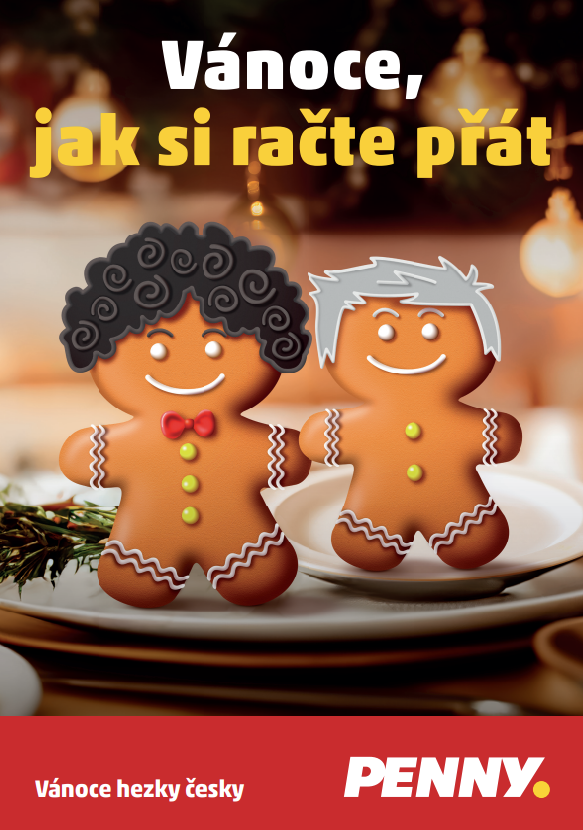 Vánoce,
jak si račte přát
Vánoce hezky česky
PENNY.